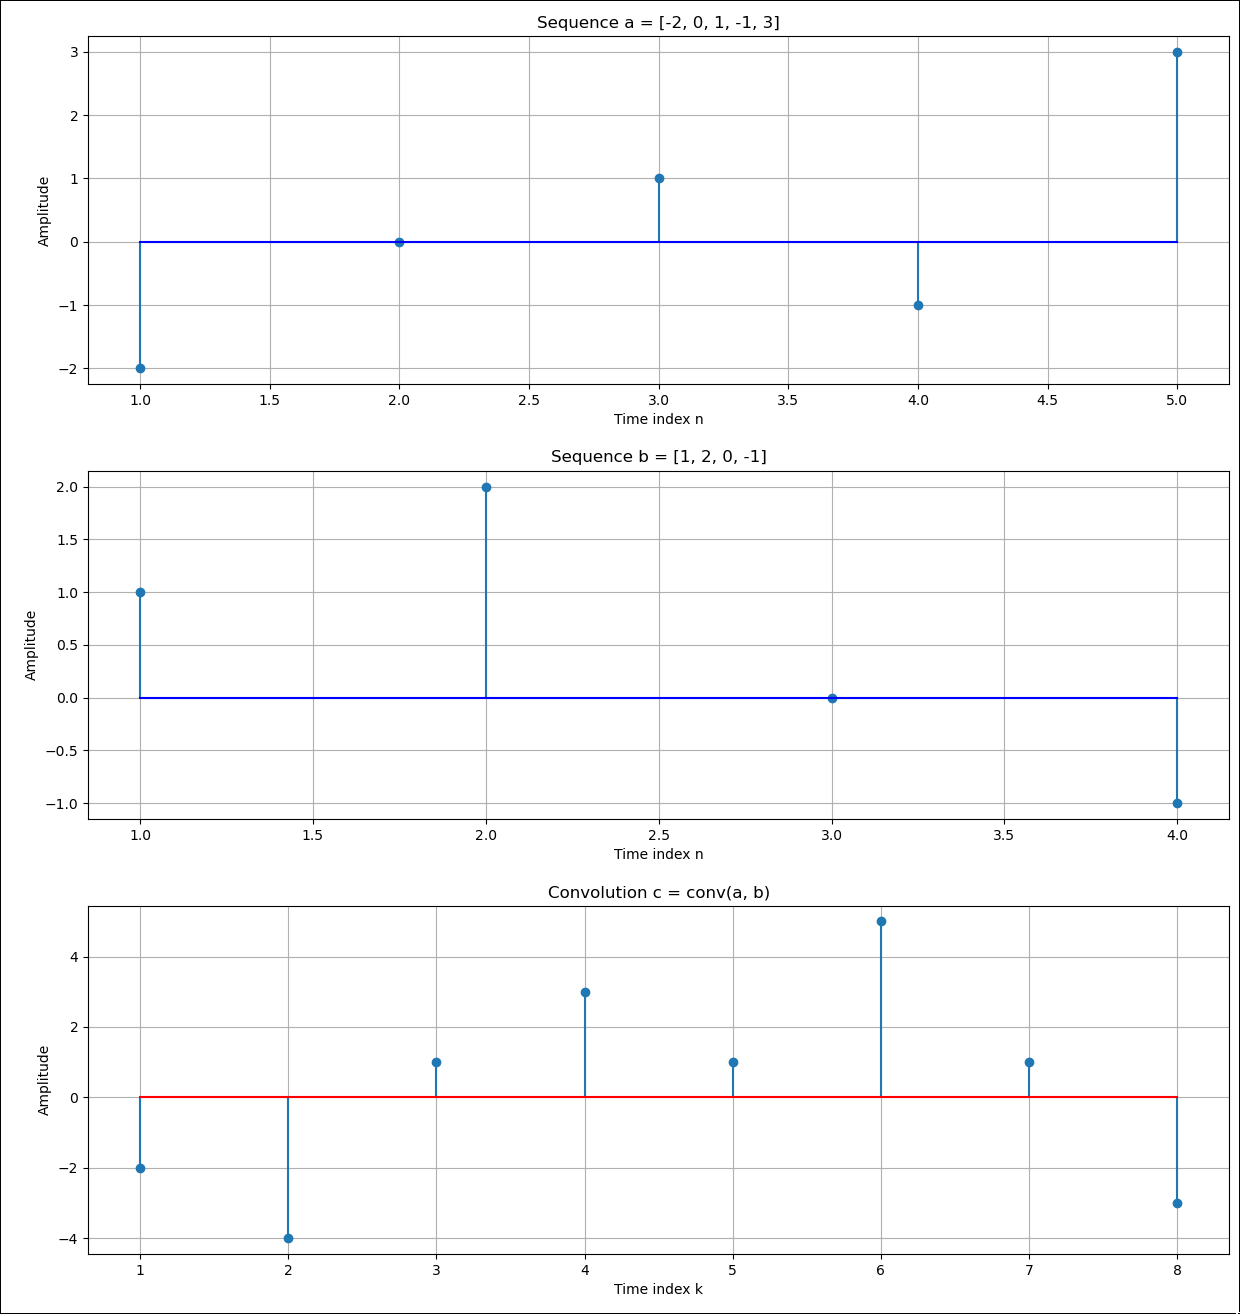 Sequence a = [-2, 0, 1, -1, 3]
3
2
1
0
−1
−2
Amplitude
1.0 1.5 2.0 2.5 3.0 3.5 4.0 4.5 5.0
Time index n
Sequence b = [1, 2, 0, -1]
2.0
1.5
1.0
0.5
0.0
−0.5
−1.0
Amplitude
1.0 1.5 2.0 2.5 3.0 3.5 4.0
Time index n
Convolution c = conv(a, b)
4
2
0
−2
−4
Amplitude
1 2 3 4 5 6 7 8
Time index k